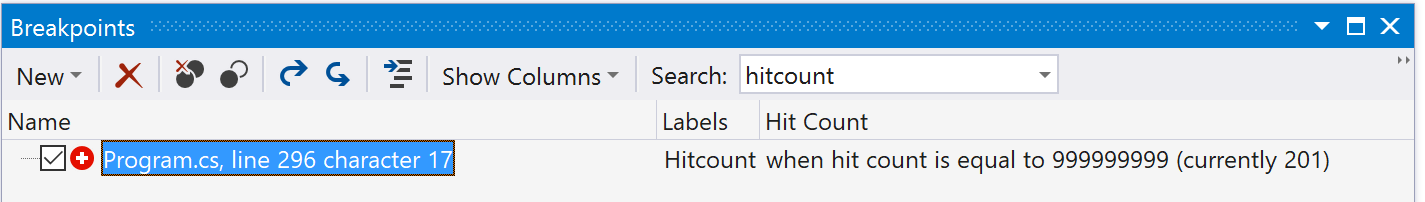 Breakpoints
New Show Columns Search: hitcount
Name Labels Hit Count
Program.cs, line 296 character 17 Hitcount when hit count is equal to 999999999 (currently 201)